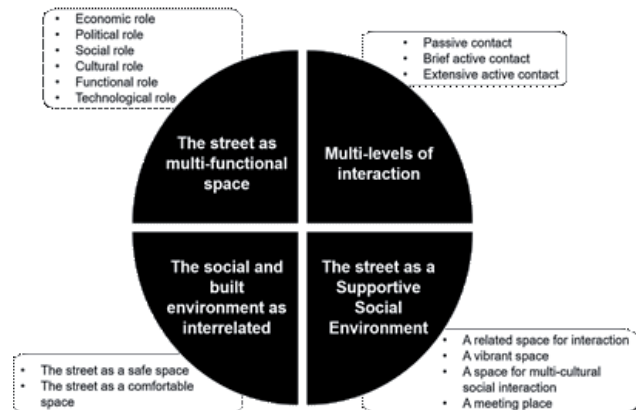 • Economic role
• Political role
• Social role
• Cultural role
• Functional role
• Technological role
• Passive contact
• Brief active contact
• Extensive active contact
The street as
multi-functional
space
Multi-levels of
interaction
The social and
built
environment as
interrelated
The street as a
Supportive
Social
Environment
• The street as a safe space
• The street as a comfortable
space
• A related space for interaction
• A vibrant space
• A space for multi-cultural
social interaction
• A meeting place